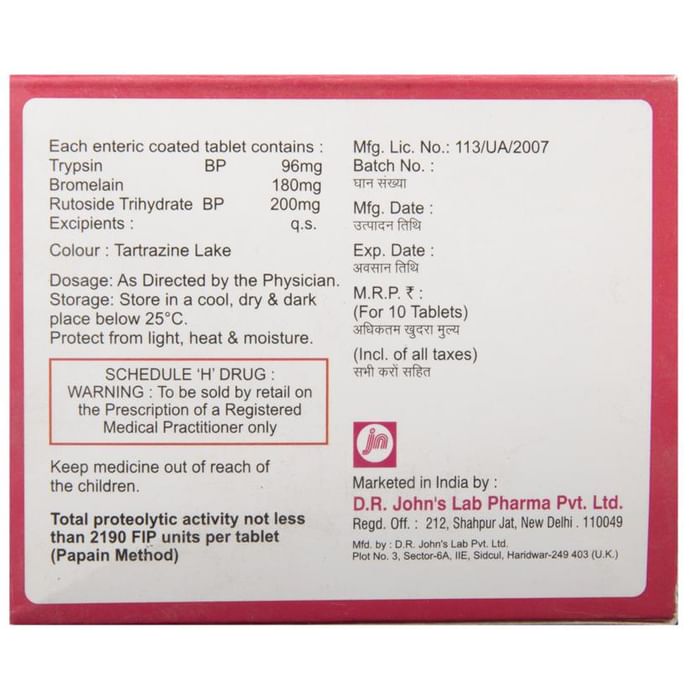 Each enteric coated tablet contains :
Trypsin BP 96mg
Bromelain 180mg
Rutoside Trihydrate BP 200mg
Excipients : q.s.
Colour : Tartrazine Lake
Dosage: As Directed by the Physician.
Storage: Store in a cool, dry & dark
place below 25°C.
Protect from light, heat & moisture.
SCHEDULE 'H' DRUG :
WARNING : To be sold by retail on
the Prescription of a Registered
Medical Practitioner only
Keep medicine out of reach of
the children.
Total proteolytic activity not less
than 2190 FIP units per tablet
(Papain Method)
Mfg. Lic. No.: 113/UA/2007
Batch No. :
घान संख्या
Mfg. Date :
उत्पादन तिथि
Exp. Date :
अवसान तिथि
M.R.P. ₹ :
(For 10 Tablets)
अधिकतम खुदरा मुल्य
(Incl. of all taxes)
सभी करों सहित
jn
Marketed in India by :
D.R. John's Lab Pharma Pvt. Ltd.
Regd. Off. : 212, Shahpur Jat, New Delhi . 110049
Mfd. by : D.R. John's Lab Pvt. Ltd.
Plot No. 3, Sector-6A, IIE, Sidcul, Haridwar-249 403 (U.K.)